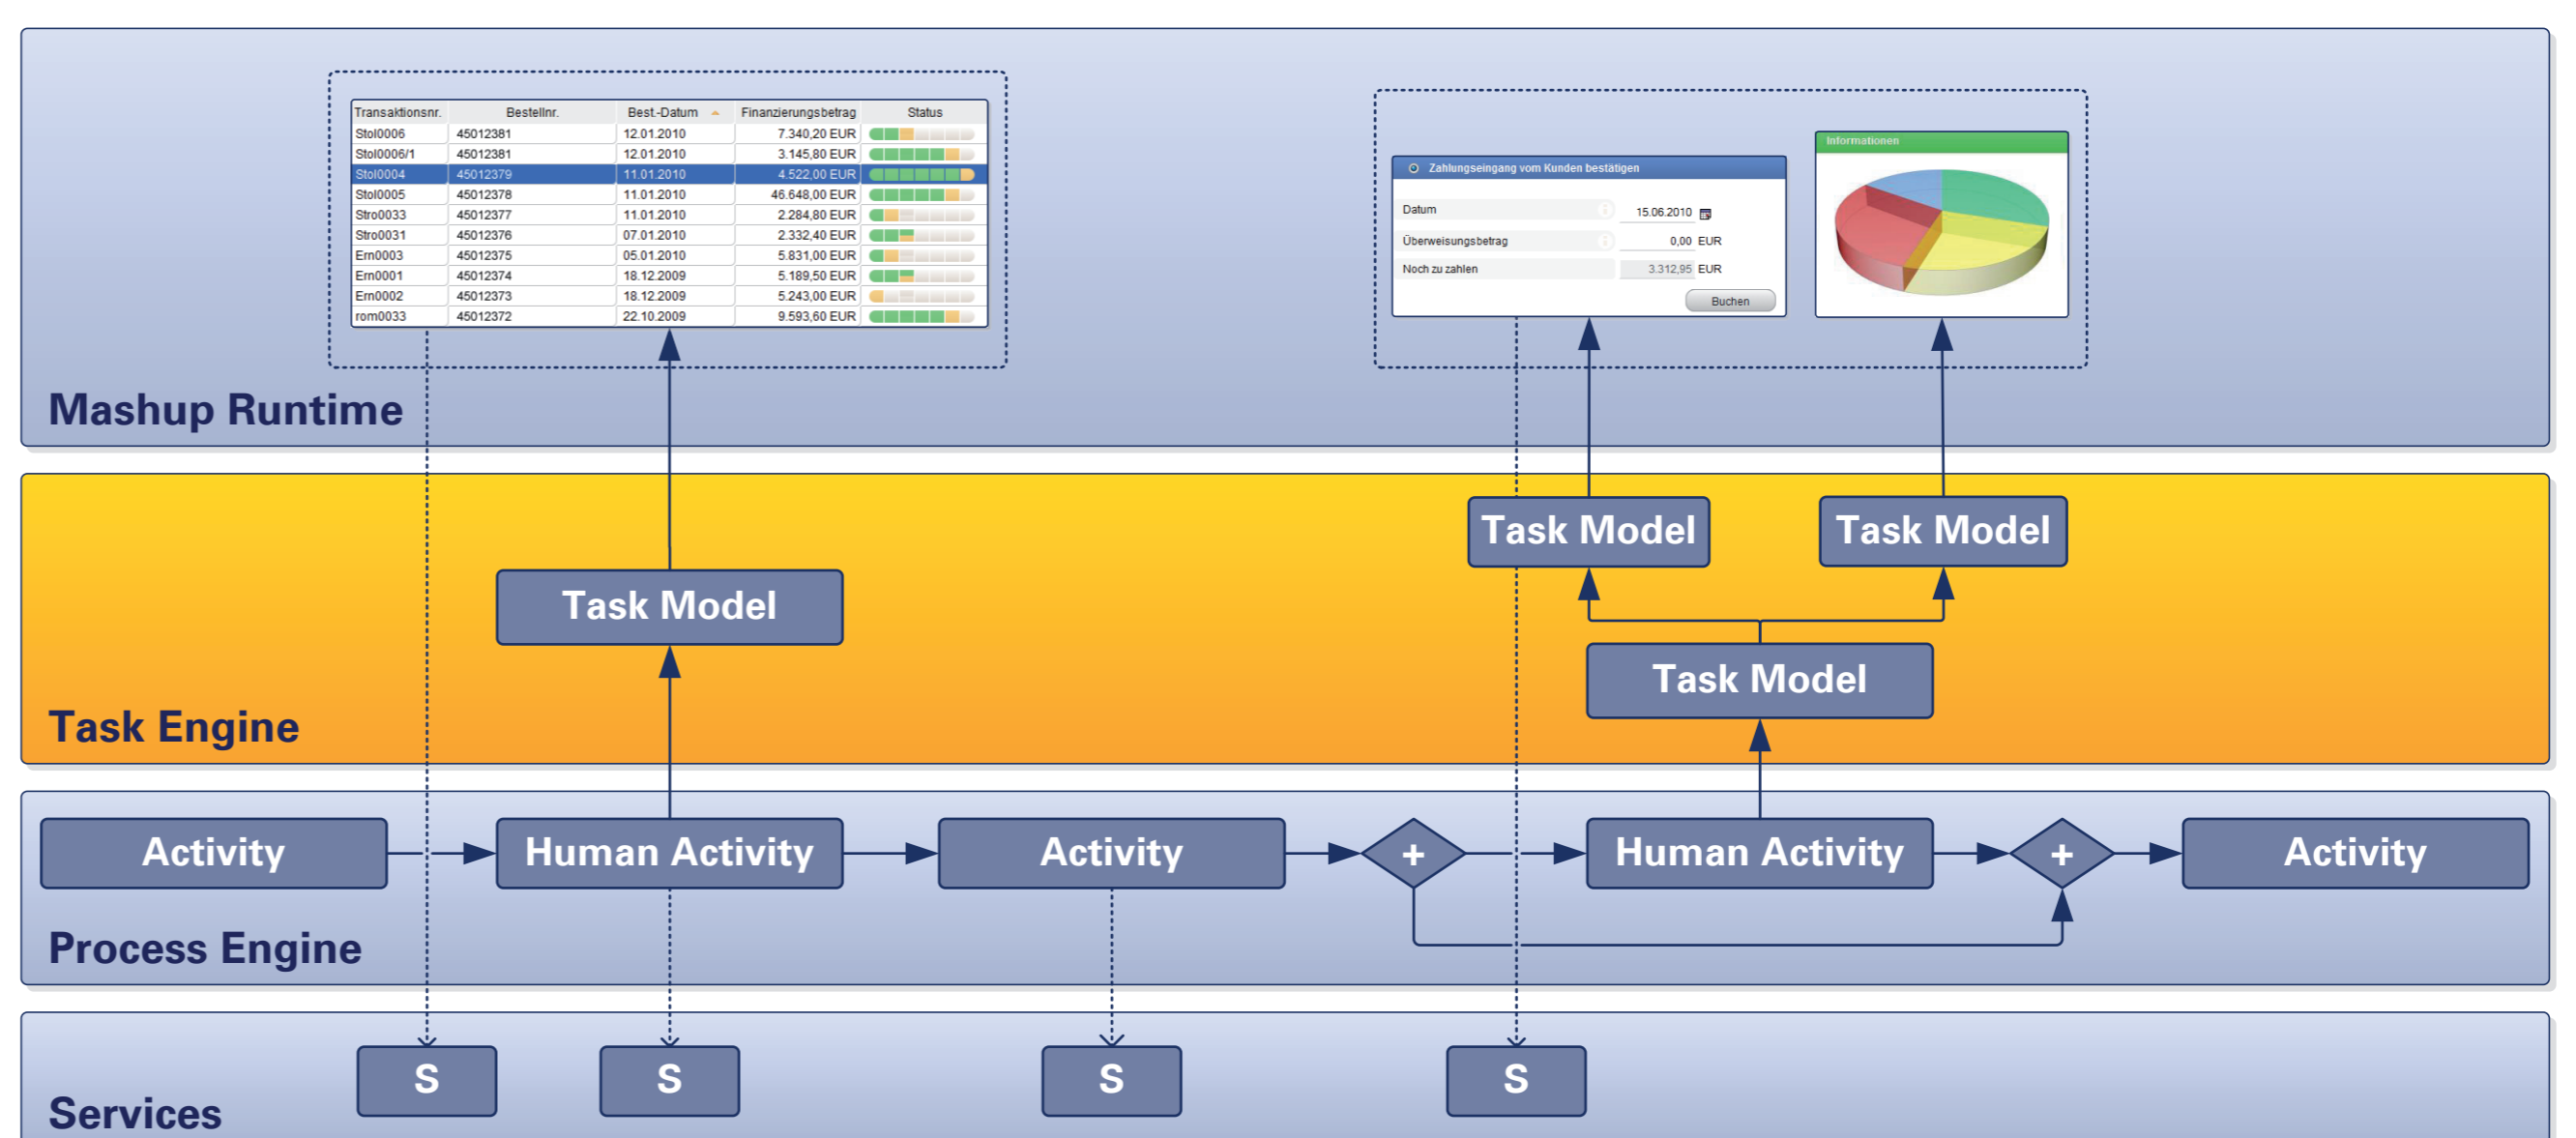 Transaktionsnr. Bestellnr. Best.-Datum Finanzierungsbetrag Status
Stol0006 45012381 12.01.2010 7.340,20 EUR
Stol0006/1 45012381 12.01.2010 3.145,80 EUR
Stol0004 45012379 11.01.2010 4.522,00 EUR
Stol0005 45012378 11.01.2010 46.648,00 EUR
Stro0033 45012377 11.01.2010 2.284,80 EUR
Stro0031 45012376 07.01.2010 2.332,40 EUR
Ern0003 45012375 05.01.2010 5.831,00 EUR
Ern0001 45012374 18.12.2009 5.189,50 EUR
Ern0002 45012373 18.12.2009 5.243,00 EUR
rom0033 45012372 22.10.2009 9.593,60 EUR
Zahlungseingang vom Kunden bestätigen
Datum 15.06.2010
Überweisungsbetrag 0,00 EUR
Noch zu zahlen 3.312,95 EUR
Buchen
Informationen
Mashup Runtime
Task Model Task Model
Task Model
Task Model
Task Engine
Activity Human Activity Activity + Human Activity + Activity
Process Engine
S S S S
Services